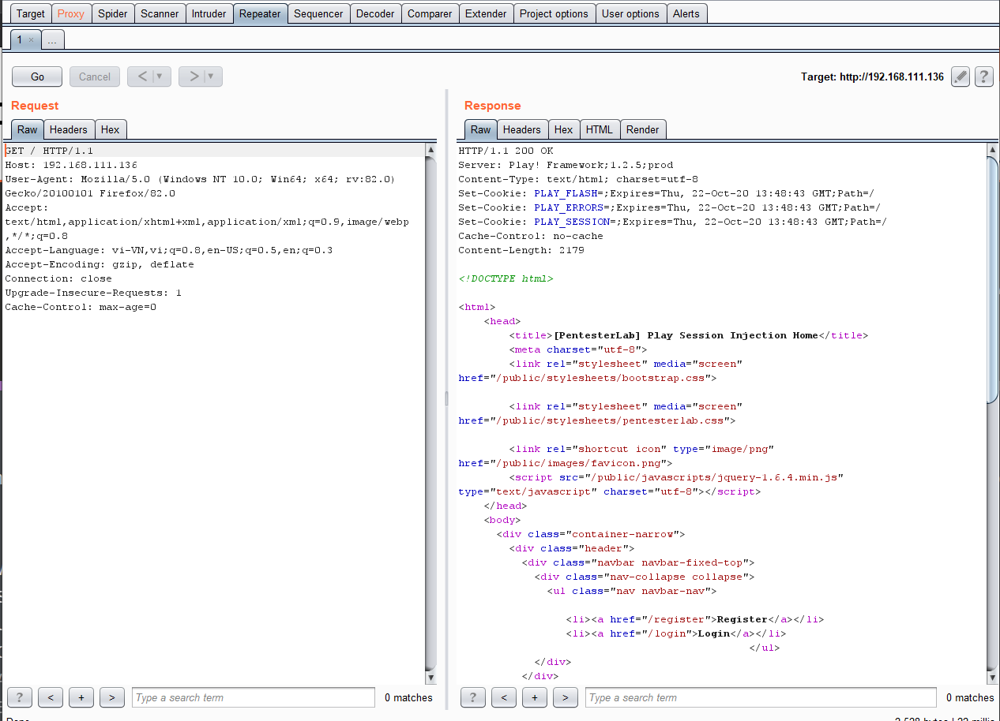 Target Proxy Spider Scanner Intruder Repeater Sequencer Decoder Comparer Extender Project options User options Alerts
1 × ...
Go Cancel < ▼ > ▼ Target: http://192.168.111.136 ?
Request
Raw Headers Hex
GET / HTTP/1.1
Host: 192.168.111.136
User-Agent: Mozilla/5.0 (Windows NT 10.0; Win64; x64; rv:82.0)
Gecko/20100101 Firefox/82.0
Accept:
text/html,application/xhtml+xml,application/xml;q=0.9,image/webp
,*/*;q=0.8
Accept-Language: vi-VN,vi;q=0.8,en-US;q=0.5,en;q=0.3
Accept-Encoding: gzip, deflate
Connection: close
Upgrade-Insecure-Requests: 1
Cache-Control: max-age=0
? < + > Type a search term 0 matches
Response
Raw Headers Hex HTML Render
HTTP/1.1 200 OK
Server: Play! Framework;1.2.5;prod
Content-Type: text/html; charset=utf-8
Set-Cookie: PLAY_FLASH=;Expires=Thu, 22-Oct-20 13:48:43 GMT;Path=/
Set-Cookie: PLAY_ERRORS=;Expires=Thu, 22-Oct-20 13:48:43 GMT;Path=/
Set-Cookie: PLAY_SESSION=;Expires=Thu, 22-Oct-20 13:48:43 GMT;Path=/
Cache-Control: no-cache
Content-Length: 2179
<!DOCTYPE html>
<html>
<head>
<title>[PentesterLab] Play Session Injection Home</title>
<meta charset="utf-8">
<link rel="stylesheet" media="screen"
href="/public/stylesheets/bootstrap.css">
<link rel="stylesheet" media="screen"
href="/public/stylesheets/pentesterlab.css">
<link rel="shortcut icon" type="image/png"
href="/public/images/favicon.png">
<script src="/public/javascripts/jquery-1.6.4.min.js"
type="text/javascript" charset="utf-8"></script>
</head>
<body>
<div class="container-narrow">
<div class="header">
<div class="navbar navbar-fixed-top">
<div class="nav-collapse collapse">
<ul class="nav navbar-nav">
<li><a href="/register">Register</a></li>
<li><a href="/login">Login</a></li>
</ul>
</div>
</div>
? < + > Type a search term 0 matches